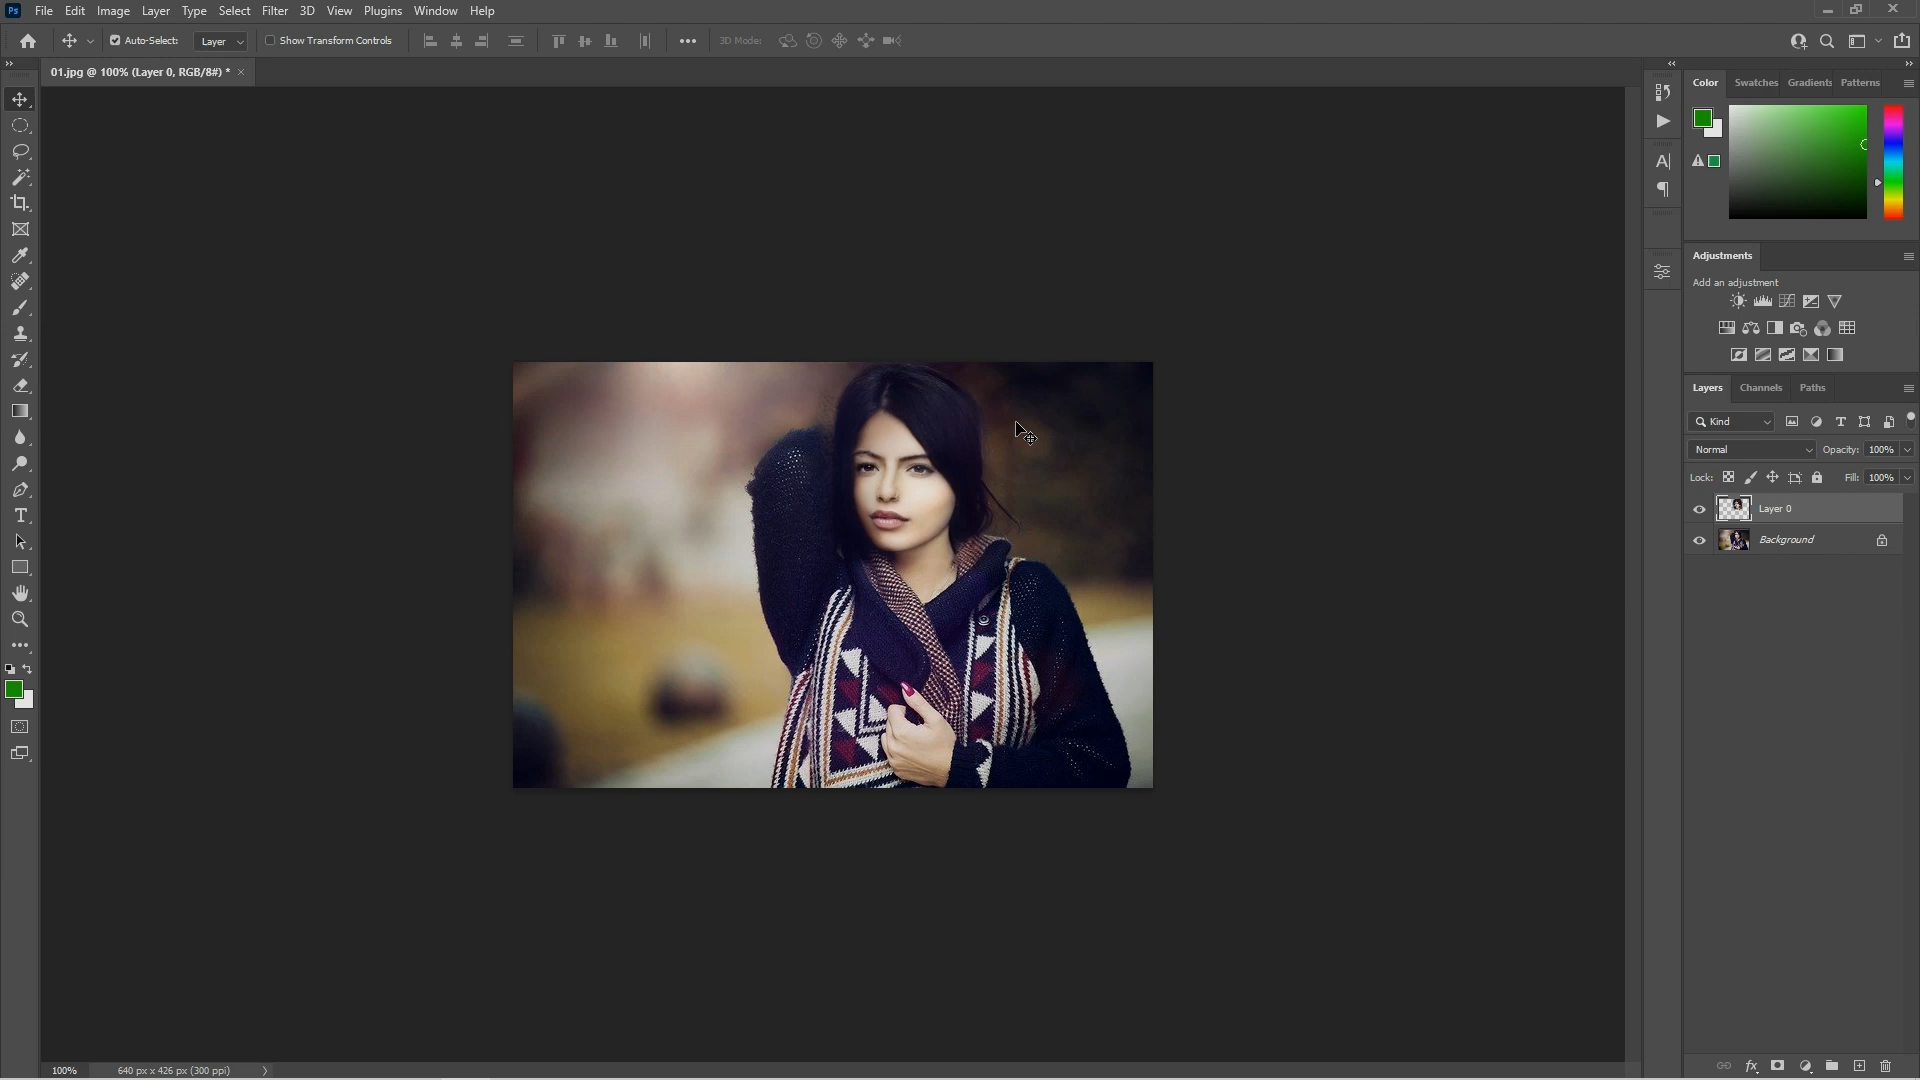 Ps File Edit Image Layer Type Select Filter 3D View Plugins Window Help
Auto-Select: Layer Show Transform Controls 3D Mode:
01.jpg @ 100% (Layer 0, RGB/8#) *
Color Swatches Gradients Patterns
Adjustments
Add an adjustment
Layers Channels Paths
Kind
Normal Opacity: 100%
Lock: Fill: 100%
Layer 0
Background
100% 640 px x 426 px (300 ppi)